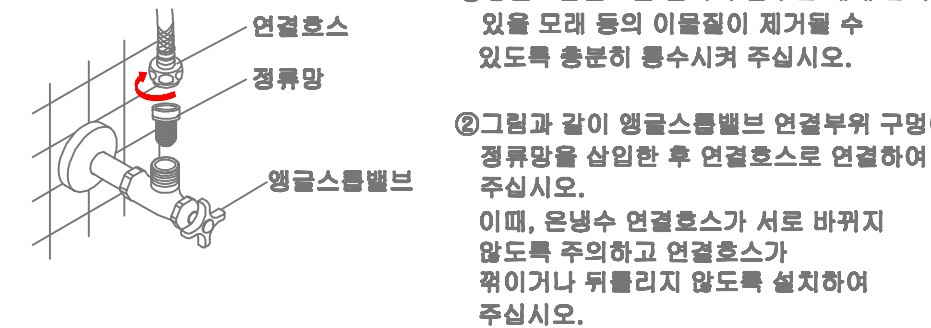 연결호스
정류망
앵글스톱밸브
있을 모래 등의 이물질이 제거될 수
있도록 충분히 통수시켜 주십시오.
②그림과 같이 앵글스톱밸브 연결부위 구멍에
정류망을 삽입한 후 연결호스로 연결하여
주십시오.
이때, 온냉수 연결호스가 서로 바뀌지
않도록 주의하고 연결호스가
꺾이거나 뒤틀리지 않도록 설치하여
주십시오.